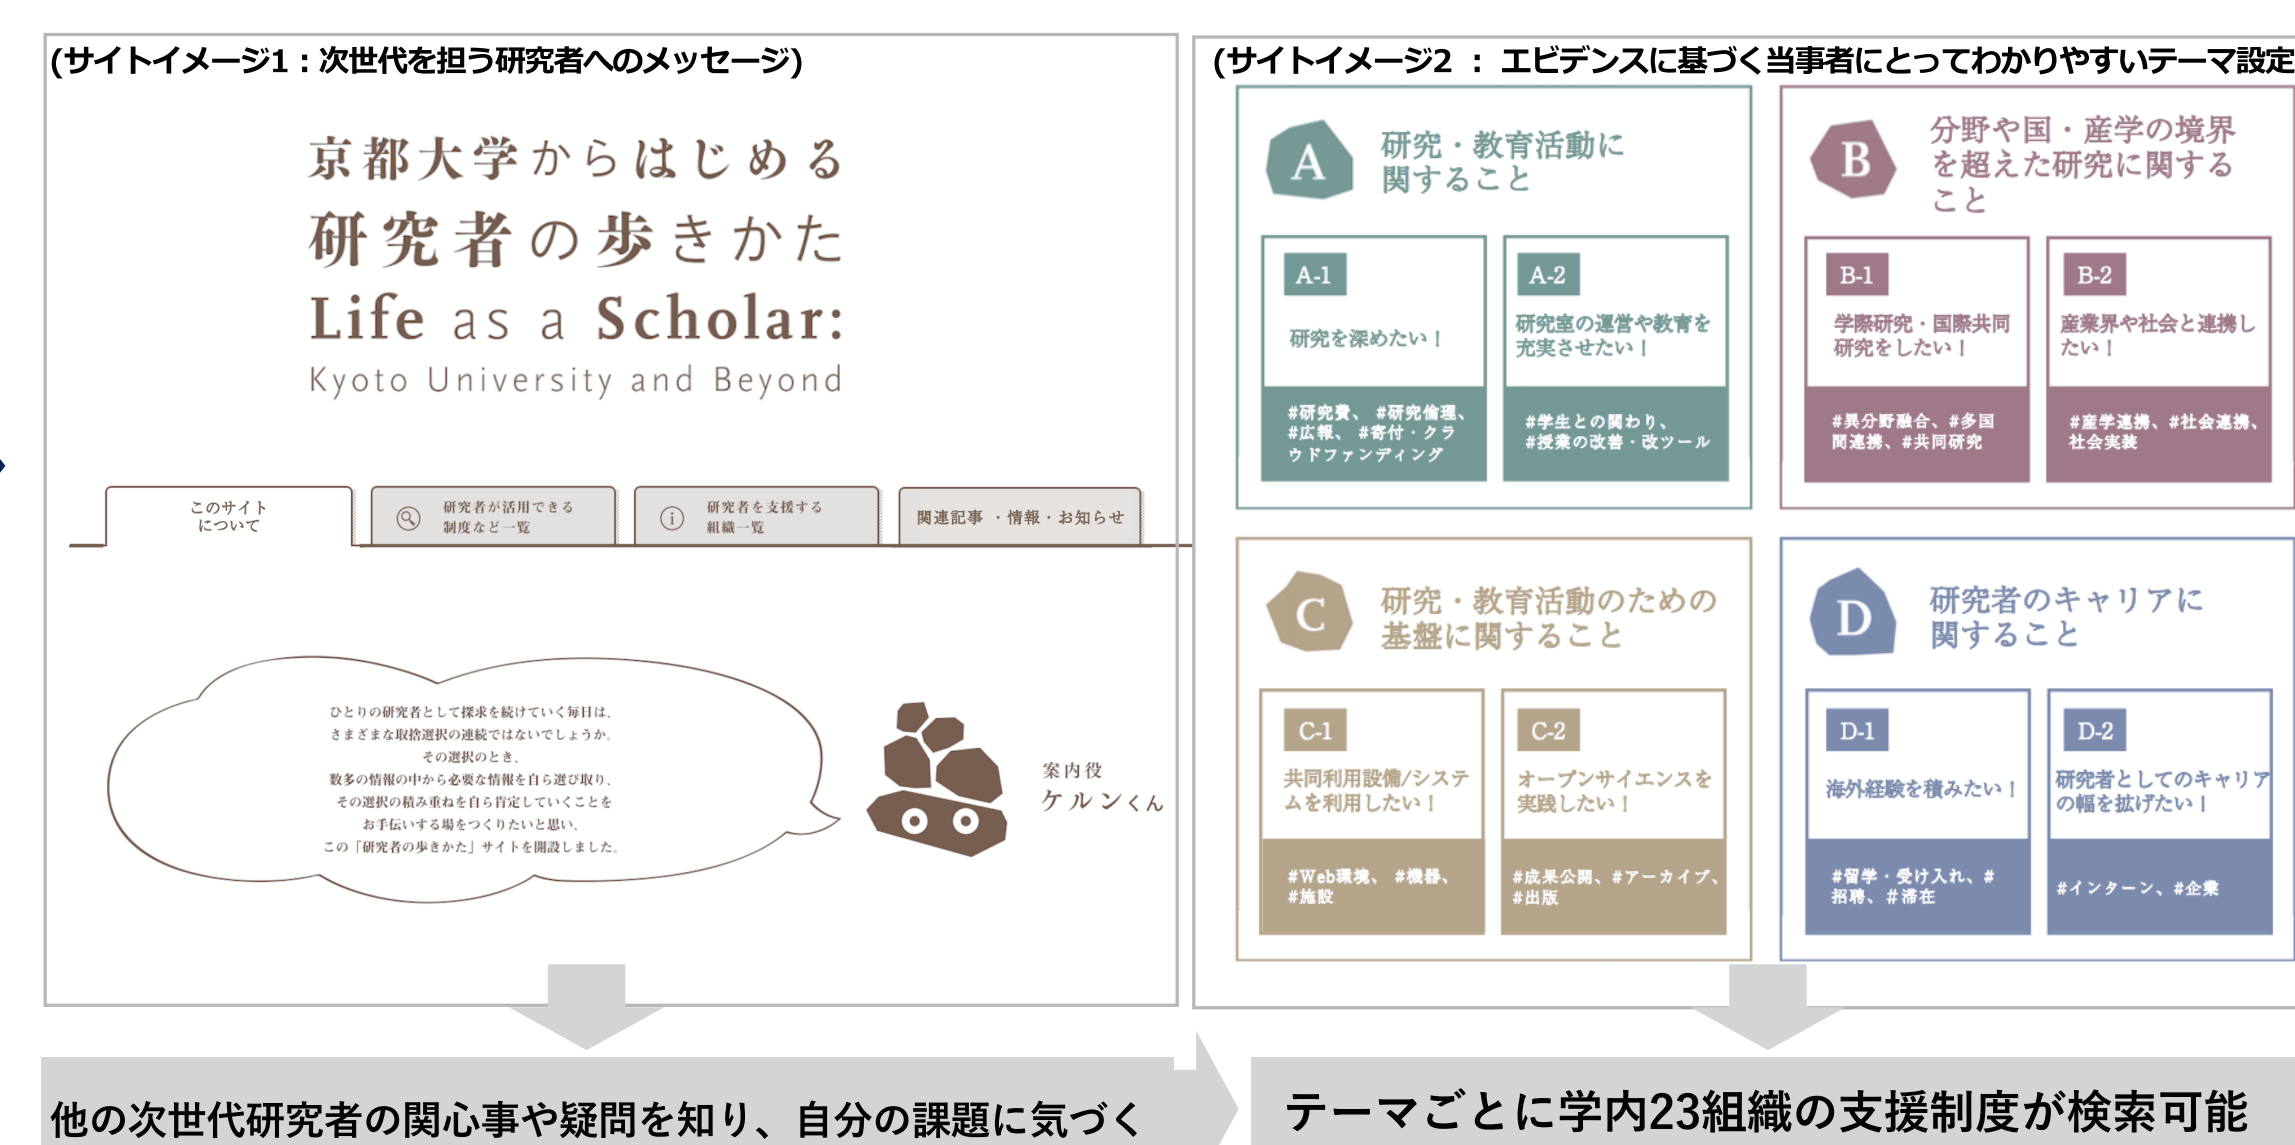 (サイトイメージ1：次世代を担う研究者へのメッセージ)
京都大学からはじめる
研究者の歩きかた
Life as a Scholar:
Kyoto University and Beyond
このサイト
について
研究者が活用できる
制度など一覧
i
研究者を支援する
組織一覧
関連記事 ・情報・お知らせ
ひとりの研究者として探求を続けていく毎日は、
さまざまな取捨選択の連続ではないでしょうか。
その選択のとき、
数多の情報の中から必要な情報を自ら選び取り、
その選択の積み重ねを自ら肯定していくことを
お手伝いする場をつくりたいと思い、
この「研究者の歩きかた」サイトを開設しました。
案内役
ケルンくん
他の次世代研究者の関心事や疑問を知り、自分の課題に気づく
(サイトイメージ2 ： エビデンスに基づく当事者にとってわかりやすいテーマ設定
A
研究・教育活動に
関すること
A-1
研究を深めたい！
#研究費、 #研究倫理、
#広報、 #寄付・クラ
ウドファンディング
A-2
研究室の運営や教育を
充実させたい！
#学生との関わり、
#授業の改善・改ツール
B
分野や国・産学の境界
を超えた研究に関する
こと
B-1
学際研究・国際共同
研究をしたい！
#異分野融合、#多国
間連携、#共同研究
B-2
産業界や社会と連携し
たい！
#産学連携、#社会連携、
社会実装
C
研究・教育活動のための
基盤に関すること
C-1
共同利用設備/システ
ムを利用したい！
#Web環境、 #機器、
#施設
C-2
オープンサイエンスを
実践したい！
#成果公開、#アーカイブ、
#出版
D
研究者のキャリアに
関すること
D-1
海外経験を積みたい！
#留学・受け入れ、#
招聘、#滞在
D-2
研究者としてのキャリア
の幅を拡げたい！
#インターン、#企業
テーマごとに学内23組織の支援制度が検索可能